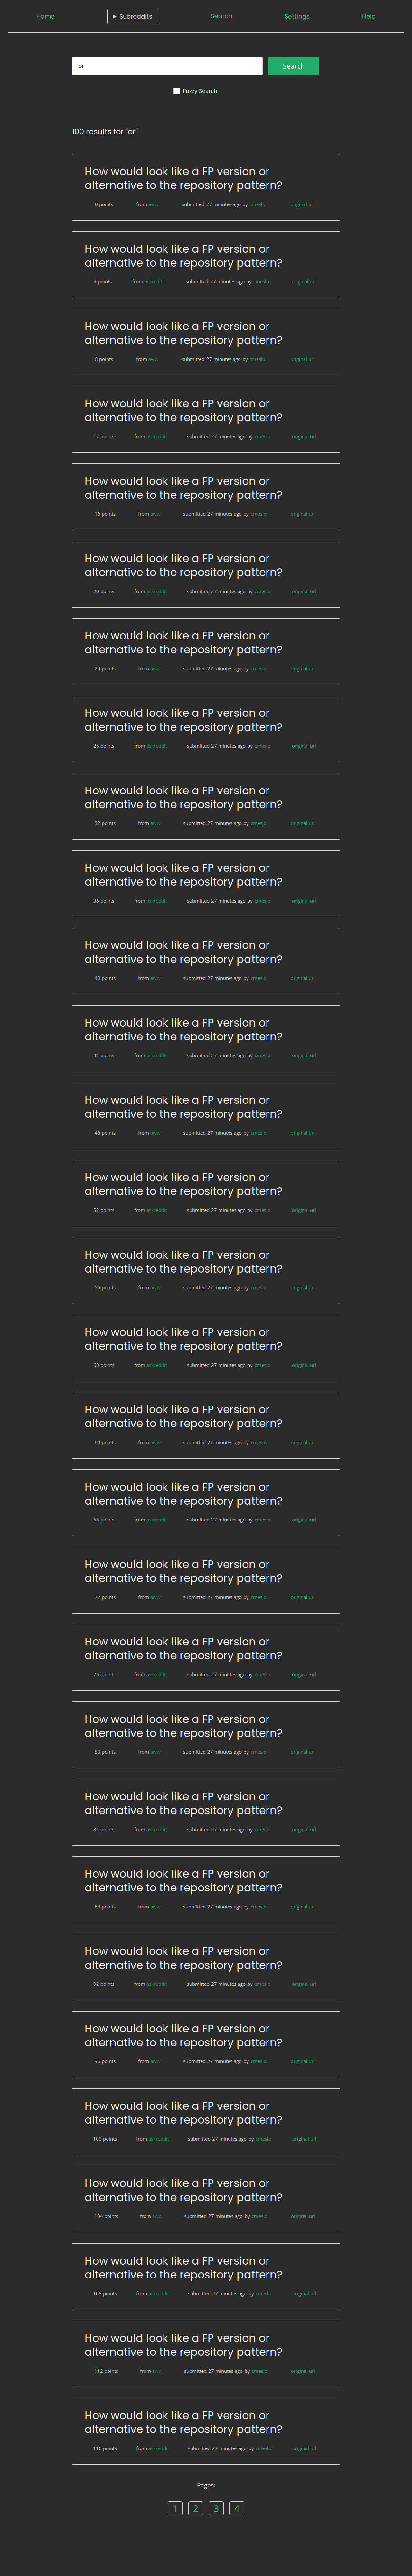 Home
▶ Subreddits
Search
Settings
Help
or
Search
Fuzzy Search
100 results for "or"
How would look like a FP version or
alternative to the repository pattern?
0 points from aww submitted 27 minutes ago by cmeslo original url
How would look like a FP version or
alternative to the repository pattern?
4 points from askreddit submitted 27 minutes ago by cmeslo original url
How would look like a FP version or
alternative to the repository pattern?
8 points from aww submitted 27 minutes ago by cmeslo original url
How would look like a FP version or
alternative to the repository pattern?
12 points from askreddit submitted 27 minutes ago by cmeslo original url
How would look like a FP version or
alternative to the repository pattern?
16 points from aww submitted 27 minutes ago by cmeslo original url
How would look like a FP version or
alternative to the repository pattern?
20 points from askreddit submitted 27 minutes ago by cmeslo original url
How would look like a FP version or
alternative to the repository pattern?
24 points from aww submitted 27 minutes ago by cmeslo original url
How would look like a FP version or
alternative to the repository pattern?
28 points from askreddit submitted 27 minutes ago by cmeslo original url
How would look like a FP version or
alternative to the repository pattern?
32 points from aww submitted 27 minutes ago by cmeslo original url
How would look like a FP version or
alternative to the repository pattern?
36 points from askreddit submitted 27 minutes ago by cmeslo original url
How would look like a FP version or
alternative to the repository pattern?
40 points from aww submitted 27 minutes ago by cmeslo original url
How would look like a FP version or
alternative to the repository pattern?
44 points from askreddit submitted 27 minutes ago by cmeslo original url
How would look like a FP version or
alternative to the repository pattern?
48 points from aww submitted 27 minutes ago by cmeslo original url
How would look like a FP version or
alternative to the repository pattern?
52 points from askreddit submitted 27 minutes ago by cmeslo original url
How would look like a FP version or
alternative to the repository pattern?
56 points from aww submitted 27 minutes ago by cmeslo original url
How would look like a FP version or
alternative to the repository pattern?
60 points from askreddit submitted 27 minutes ago by cmeslo original url
How would look like a FP version or
alternative to the repository pattern?
64 points from aww submitted 27 minutes ago by cmeslo original url
How would look like a FP version or
alternative to the repository pattern?
68 points from askreddit submitted 27 minutes ago by cmeslo original url
How would look like a FP version or
alternative to the repository pattern?
72 points from aww submitted 27 minutes ago by cmeslo original url
How would look like a FP version or
alternative to the repository pattern?
76 points from askreddit submitted 27 minutes ago by cmeslo original url
How would look like a FP version or
alternative to the repository pattern?
80 points from aww submitted 27 minutes ago by cmeslo original url
How would look like a FP version or
alternative to the repository pattern?
84 points from askreddit submitted 27 minutes ago by cmeslo original url
How would look like a FP version or
alternative to the repository pattern?
88 points from aww submitted 27 minutes ago by cmeslo original url
How would look like a FP version or
alternative to the repository pattern?
92 points from askreddit submitted 27 minutes ago by cmeslo original url
How would look like a FP version or
alternative to the repository pattern?
96 points from aww submitted 27 minutes ago by cmeslo original url
How would look like a FP version or
alternative to the repository pattern?
100 points from askreddit submitted 27 minutes ago by cmeslo original url
How would look like a FP version or
alternative to the repository pattern?
104 points from aww submitted 27 minutes ago by cmeslo original url
How would look like a FP version or
alternative to the repository pattern?
108 points from askreddit submitted 27 minutes ago by cmeslo original url
How would look like a FP version or
alternative to the repository pattern?
112 points from aww submitted 27 minutes ago by cmeslo original url
How would look like a FP version or
alternative to the repository pattern?
116 points from askreddit submitted 27 minutes ago by cmeslo original url
Pages:
1 2 3 4